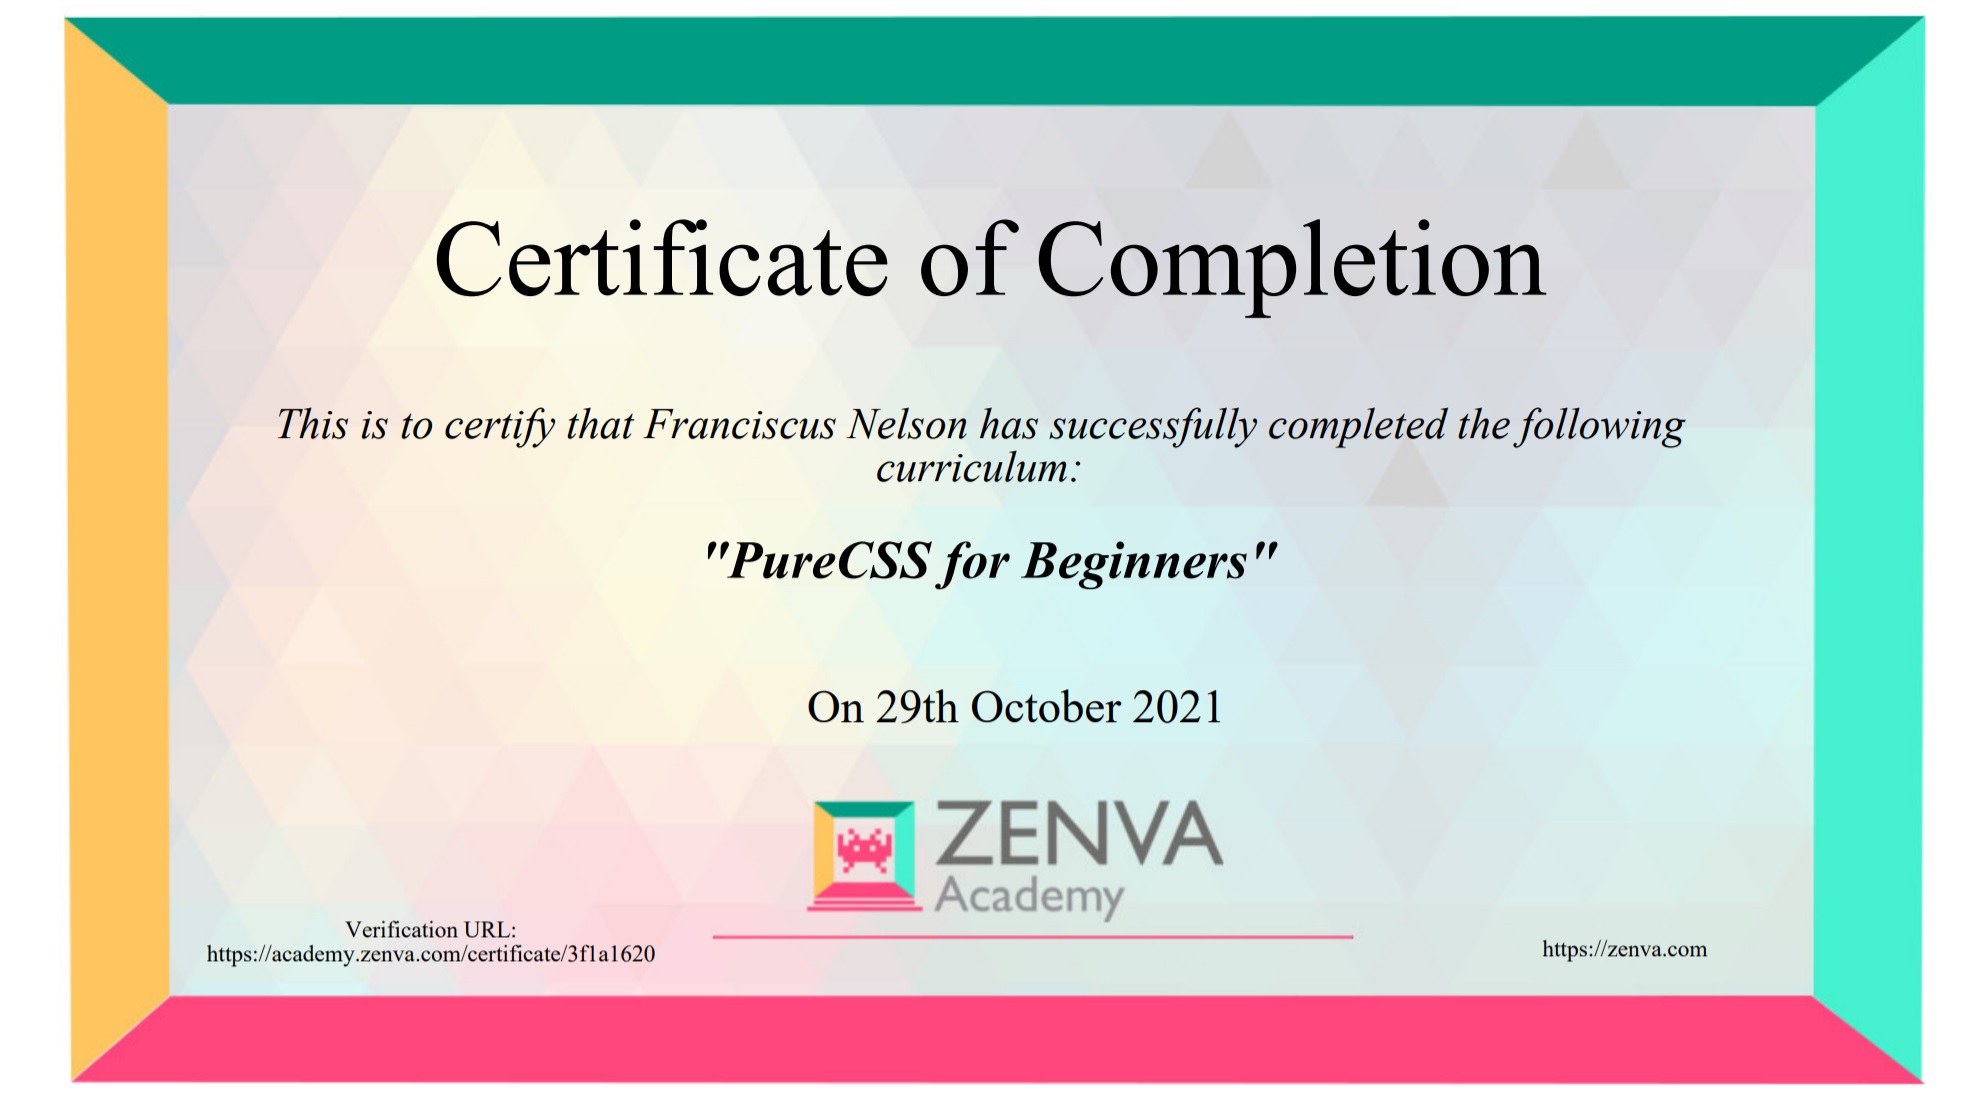 Certificate of Completion
This is to certify that Franciscus Nelson has successfully completed the following
curriculum:
"PureCSS for Beginners"
On 29th October 2021
ZENVA
Academy
Verification URL:
https://academy.zenva.com/certificate/3f1a1620
https://zenva.com